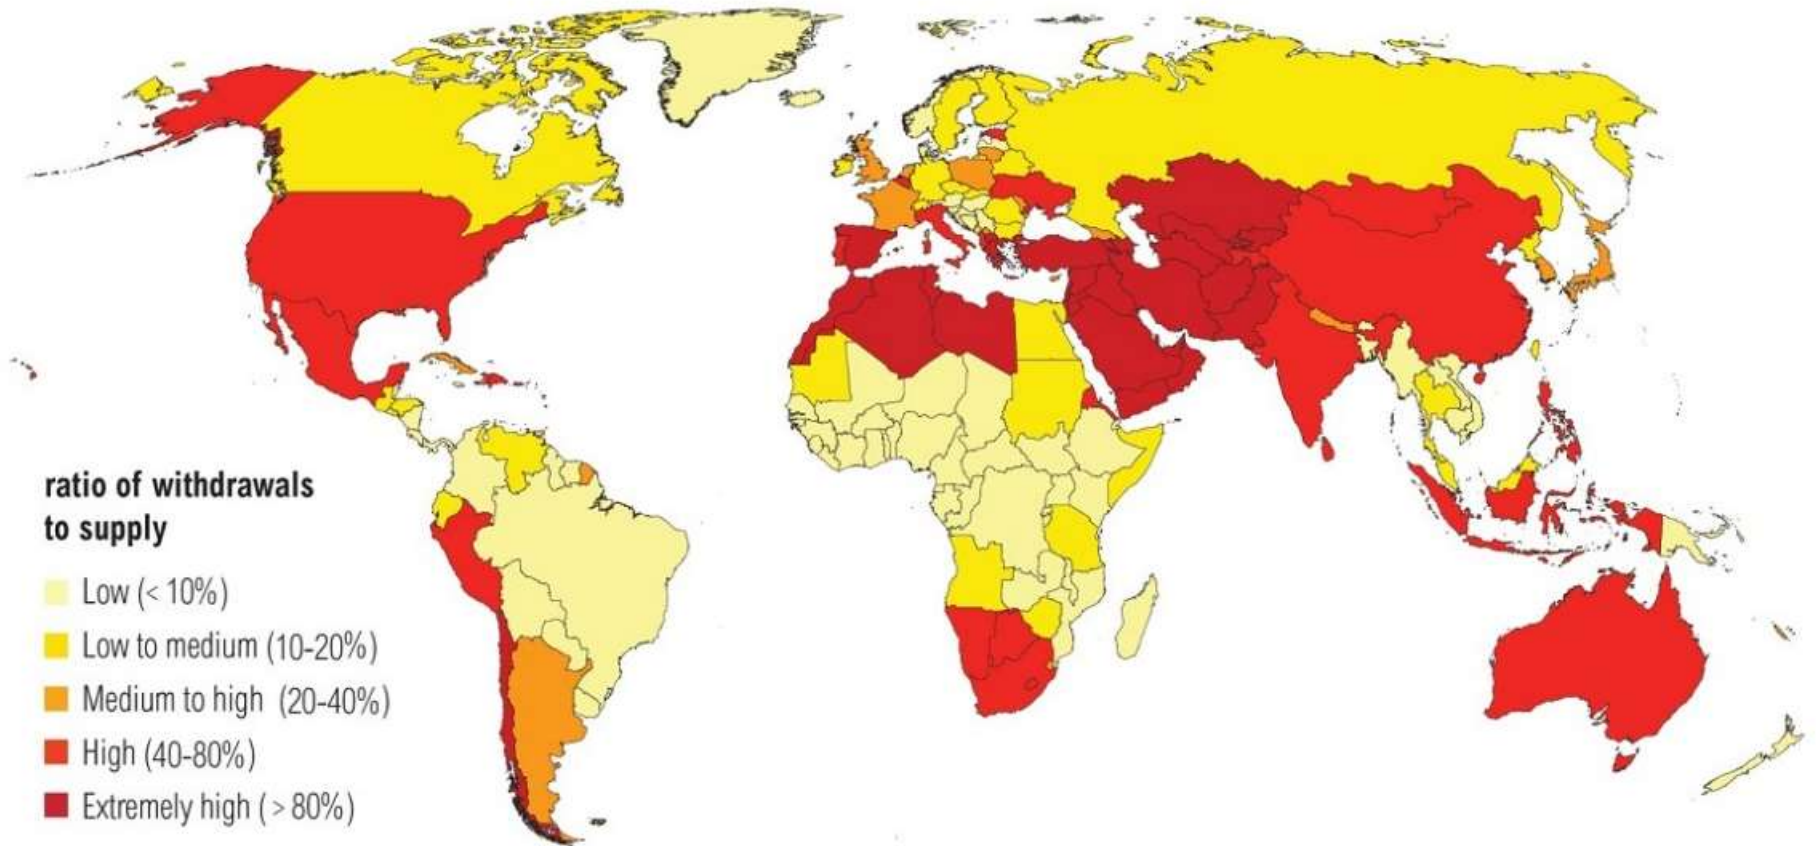 ratio of withdrawals
to supply
Low (< 10%)
Low to medium (10-20%)
Medium to high (20-40%)
High (40-80%)
Extremely high ( > 80%)